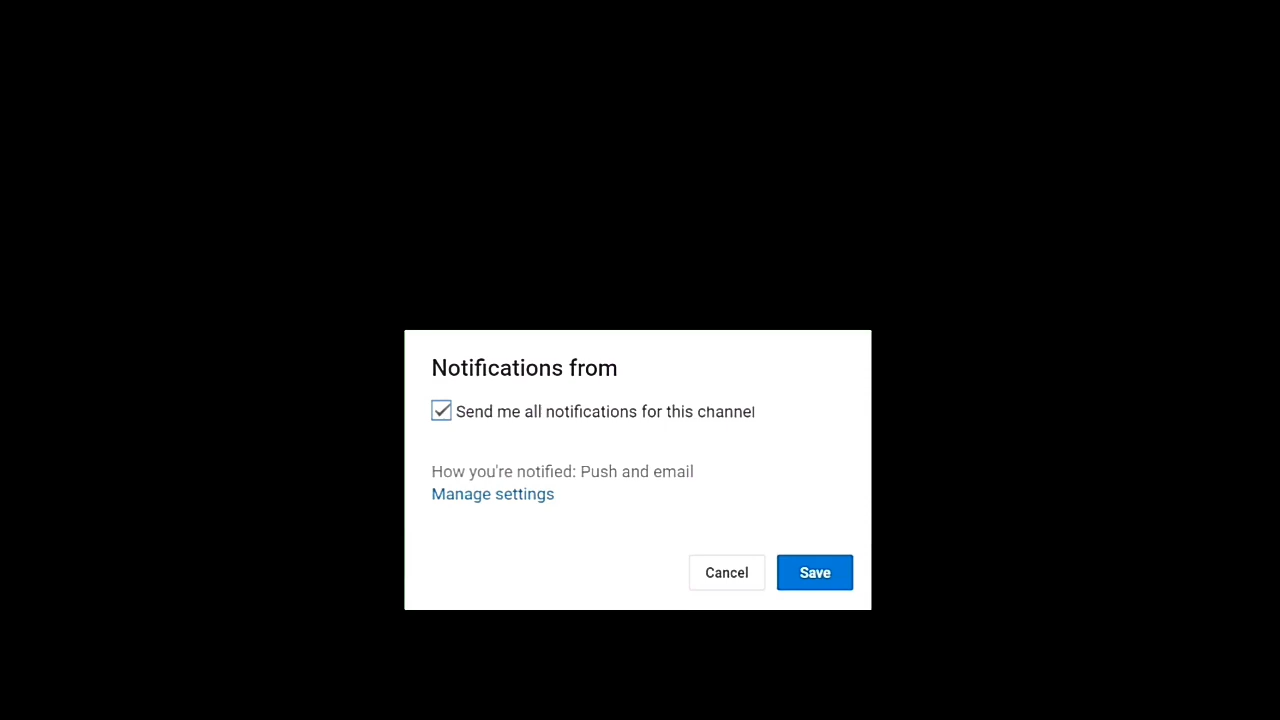 Notifications from
Send me all notifications for this channel
How you're notified: Push and email
Manage settings
Cancel
Save